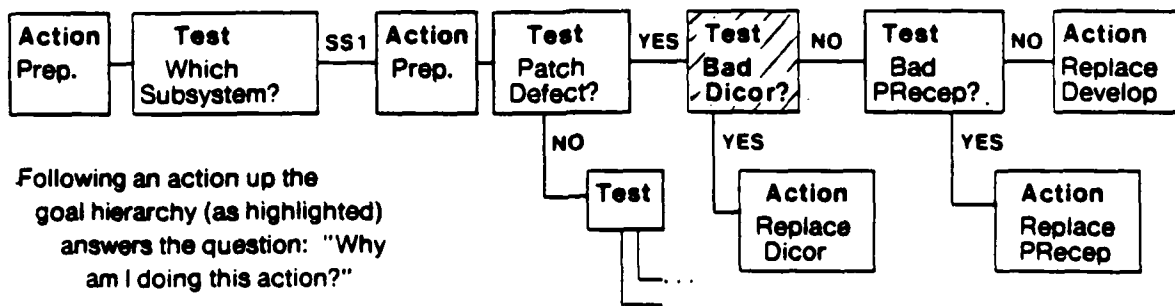 Action
Prep.
Test
Which
Subsystem?
SS1
Action
Prep.
Test
Patch
Defect?
YES
Test
Bad
Dicor?
NO
Test
Bad
PRecep?
NO
Action
Replace
Develop
NO
YES
YES
Test
Action
Replace
Dicor
Action
Replace
PRecep
...
Following an action up the
goal hierarchy (as highlighted)
answers the question: "Why
am I doing this action?"